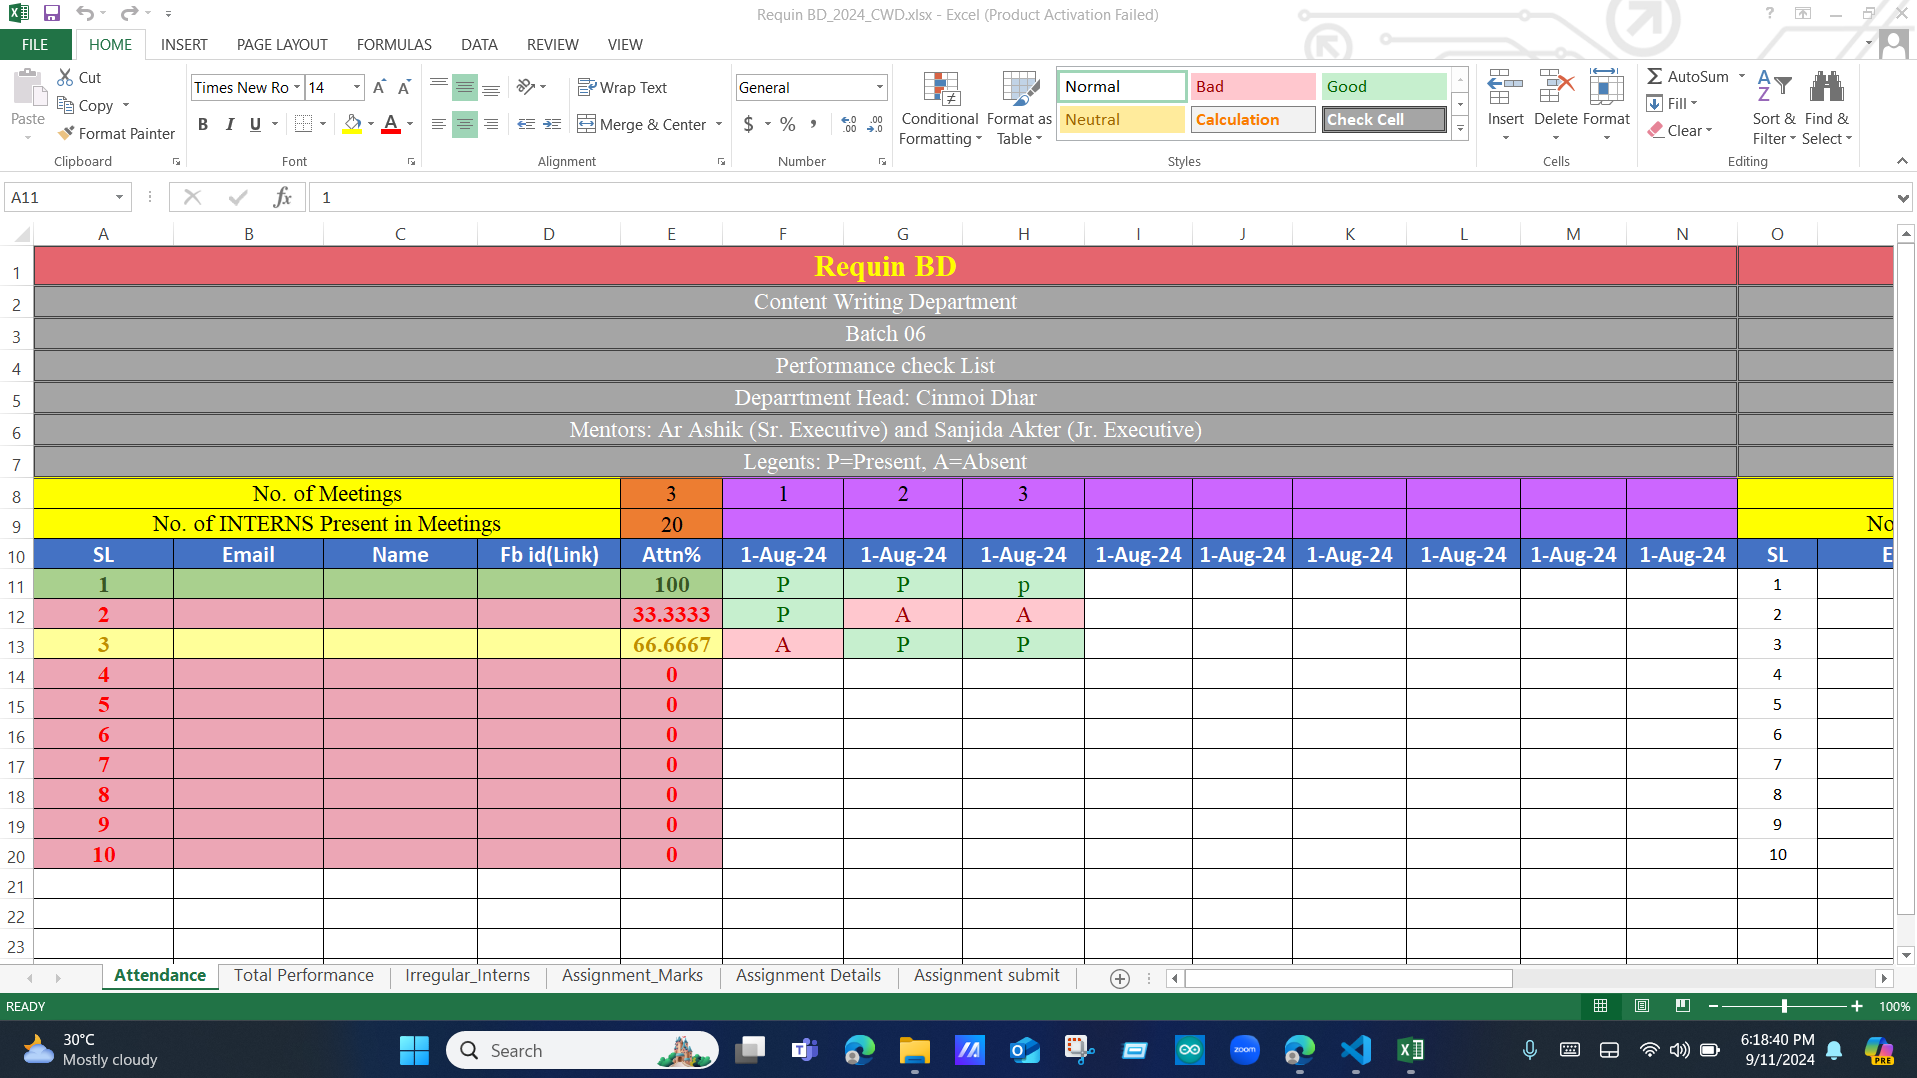 Requin BD_2024_CWD.xlsx - Excel (Product Activation Failed)
FILE HOME INSERT PAGE LAYOUT FORMULAS DATA REVIEW VIEW
Paste
Cut
Copy
Format Painter
Clipboard
Times New Ro 14
B I U
Font
Wrap Text
Merge & Center
Alignment
General
$ % ,
Number
Conditional Formatting
Format as Table
Normal Bad Good
Neutral Calculation Check Cell
Styles
Insert Delete Format
Cells
AutoSum
Fill
Clear
Sort & Filter
Find & Select
Editing
A11 fx 1
A B C D E F G H I J K L M N O
1 Requin BD
2 Content Writing Department
3 Batch 06
4 Performance check List
5 Deparrtment Head: Cinmoi Dhar
6 Mentors: Ar Ashik (Sr. Executive) and Sanjida Akter (Jr. Executive)
7 Legents: P=Present, A=Absent
8 No. of Meetings 3 1 2 3
9 No. of INTERNS Present in Meetings 20 No
10 SL Email Name Fb id(Link) Attn% 1-Aug-24 1-Aug-24 1-Aug-24 1-Aug-24 1-Aug-24 1-Aug-24 1-Aug-24 1-Aug-24 1-Aug-24 SL E
11 1 100 P P p 1
12 2 33.3333 P A A 2
13 3 66.6667 A P P 3
14 4 0 4
15 5 0 5
16 6 0 6
17 7 0 7
18 8 0 8
19 9 0 9
20 10 0 10
21
22
23
Attendance Total Performance Irregular_Interns Assignment_Marks Assignment Details Assignment submit
READY 100%
30°C
Mostly cloudy
Search
zoom
6:18:40 PM
9/11/2024
PRE